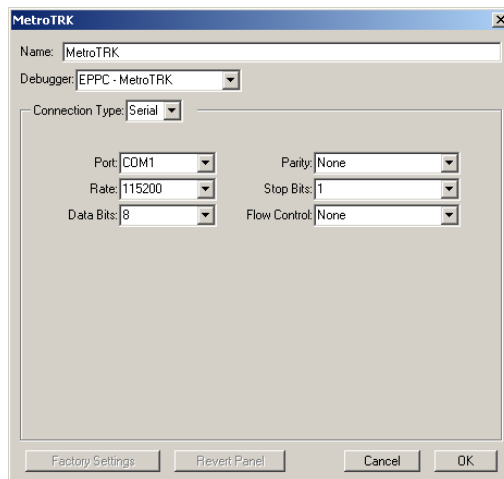 MetroTRK
Name: MetroTRK
Debugger: EPPC - MetroTRK
Connection Type: Serial
Port: COM1 Parity: None
Rate: 115200 Stop Bits: 1
Data Bits: 8 Flow Control: None
Factory Settings Revert Panel Cancel OK